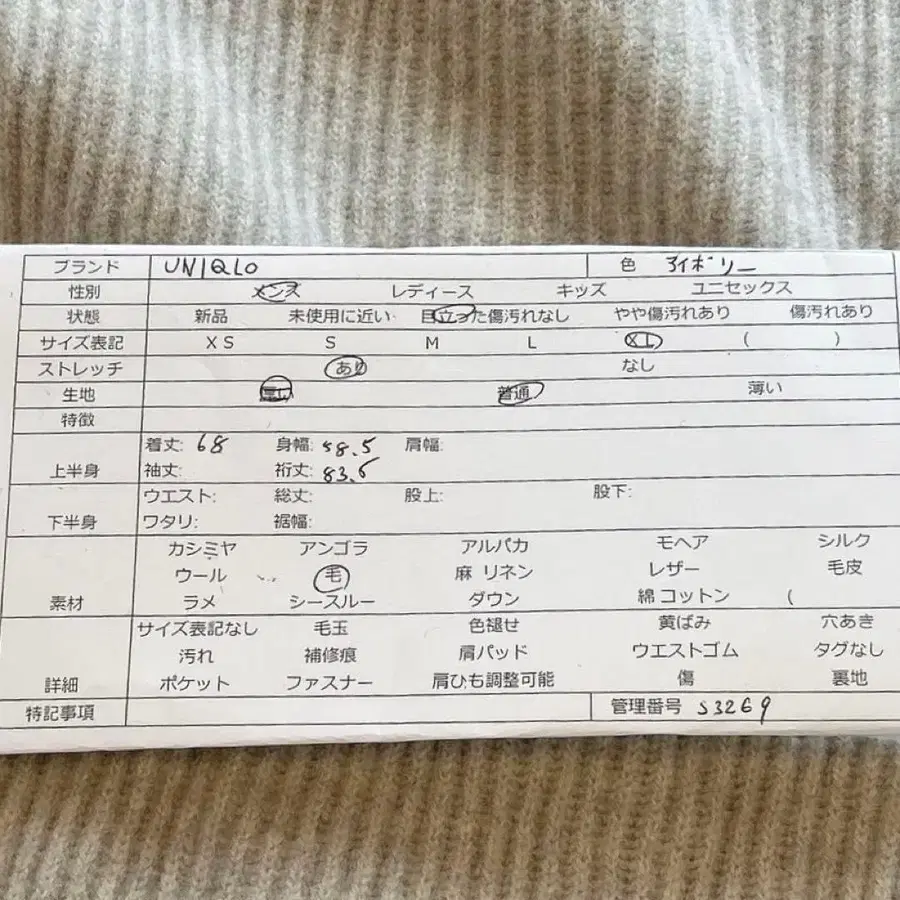 ブランド UNIQLO 色 アイボリー
性別 メンズ レディース キッズ ユニセックス
状態 新品 未使用に近い 目立った傷汚れなし やや傷汚れあり 傷汚れあり
サイズ表記 XS S M L XL ( )
ストレッチ あり なし
生地 厚い 普通 薄い
特徴
着丈: 68 身幅: 58.5 肩幅:
上半身 袖丈: 裄丈: 83.5
ウエスト: 総丈: 股上: 股下:
下半身 ワタリ: 裾幅:
カシミヤ アンゴラ アルパカ モヘア シルク
ウール 毛 麻 リネン レザー 毛皮
素材 ラメ シースルー ダウン 綿 コットン (
サイズ表記なし 毛玉 色褪せ 黄ばみ 穴あき
汚れ 補修痕 肩パッド ウエストゴム タグなし
詳細 ポケット ファスナー 肩ひも調整可能 傷 裏地
特記事項 管理番号 S3269